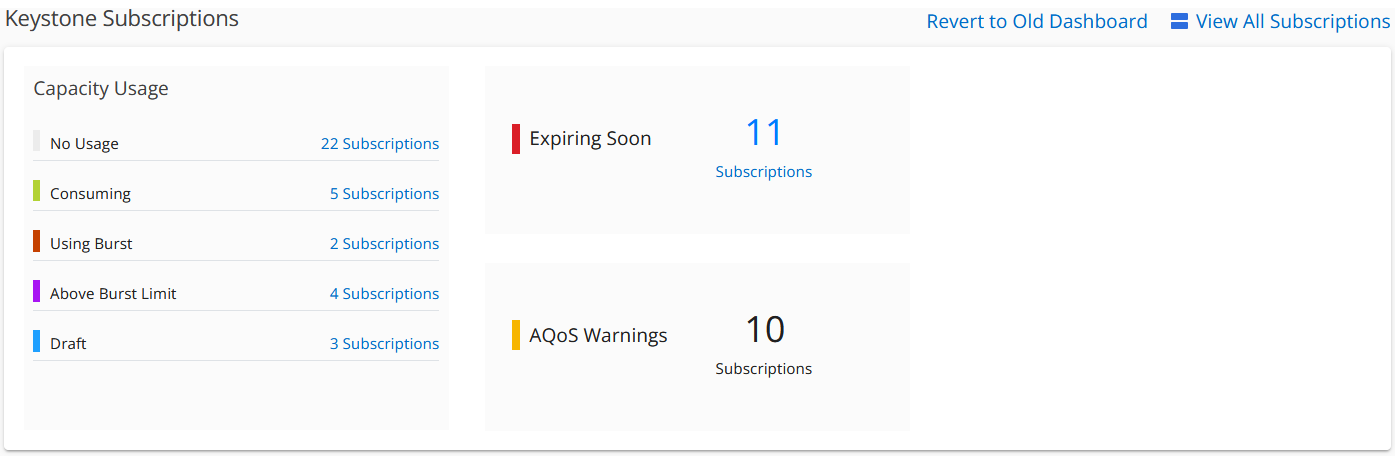 Keystone Subscriptions
Revert to Old Dashboard
View All Subscriptions
Capacity Usage
No Usage 22 Subscriptions
Consuming 5 Subscriptions
Using Burst 2 Subscriptions
Above Burst Limit 4 Subscriptions
Draft 3 Subscriptions
Expiring Soon
11
Subscriptions
AQoS Warnings
10
Subscriptions